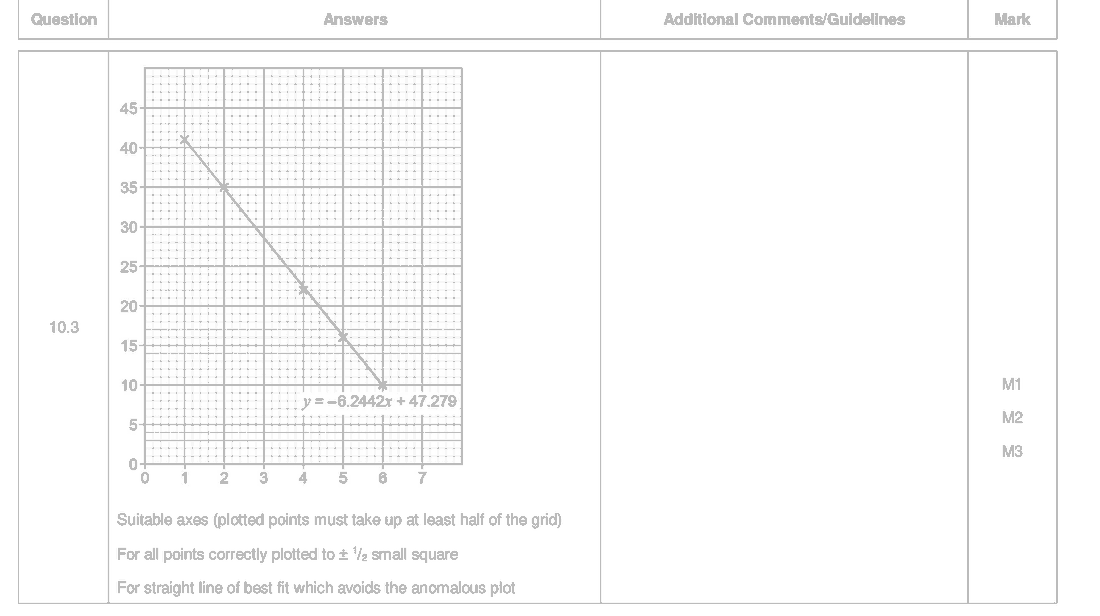 Question Answers Additional Comments/Guidelines Mark
45
40
35
30
25
20
10.3
15
10
M1
y = −6.2442x + 47.279
5
M2
0
M3
0 1 2 3 4 5 6 7
Suitable axes (plotted points must take up at least half of the grid)
For all points correctly plotted to ± 1/2 small square
For straight line of best fit which avoids the anomalous plot